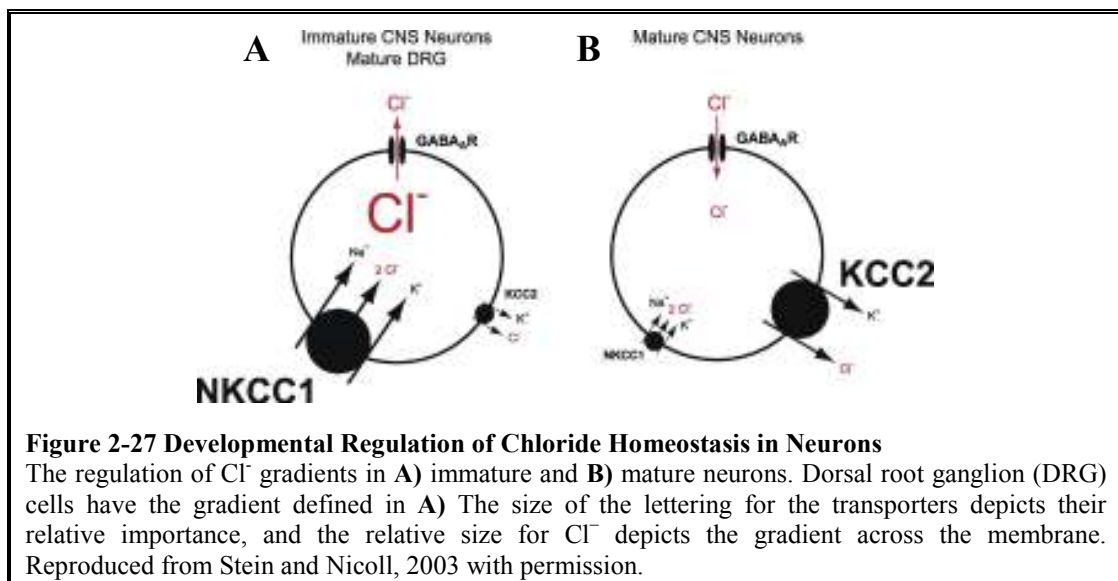 A
Immature CNS Neurons
Mature DRG
Cl⁻
GABA_AR
Cl⁻
Na⁺
2 Cl⁻
K⁺
KCC2
K⁺
Cl⁻
NKCC1
B
Mature CNS Neurons
Cl⁻
GABA_AR
Cl⁻
KCC2
Na⁺
2 Cl⁻
K⁺
K⁺
NKCC1
Cl⁻
Figure 2-27 Developmental Regulation of Chloride Homeostasis in Neurons
The regulation of Cl⁻ gradients in A) immature and B) mature neurons. Dorsal root ganglion (DRG)
cells have the gradient defined in A) The size of the lettering for the transporters depicts their
relative importance, and the relative size for Cl⁻ depicts the gradient across the membrane.
Reproduced from Stein and Nicoll, 2003 with permission.